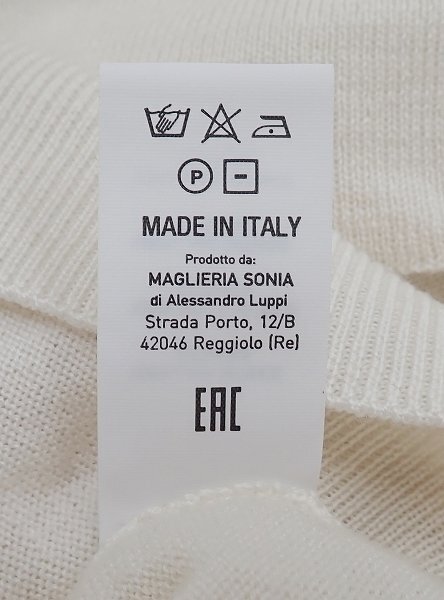 P
MADE IN ITALY
Prodotto da:
MAGLIERIA SONIA
di Alessandro Luppi
Strada Porto, 12/B
42046 Reggiolo (Re)
EAC